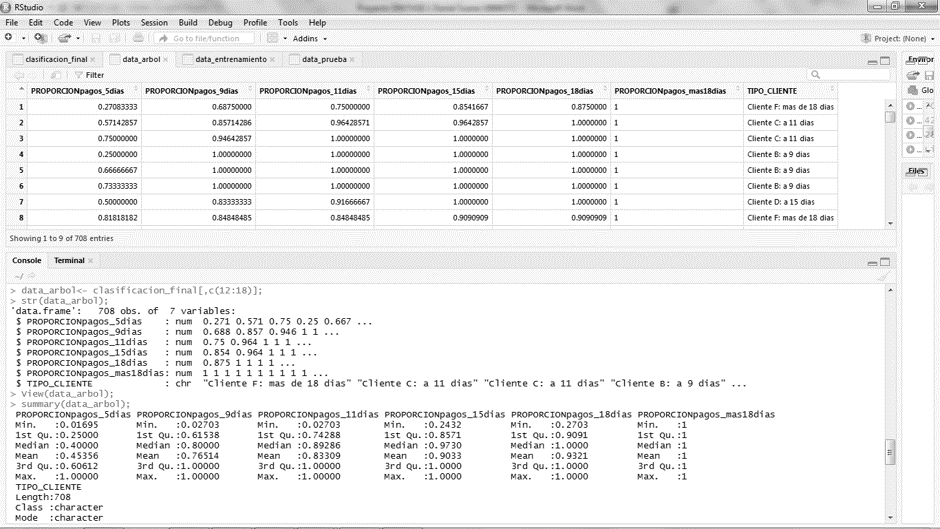 RStudio
File Edit Code View Plots Session Build Debug Profile Tools Help
Go to file/function Addins Project: (None)
clasificacion_final data_arbol data_entrenamiento data_prueba
Filter
PROPORCIONpagos_5dias PROPORCIONpagos_9dias PROPORCIONpagos_11dias PROPORCIONpagos_15dias PROPORCIONpagos_18dias PROPORCIONpagos_mas18dias TIPO_CLIENTE
1 0.27083333 0.68750000 0.75000000 0.8541667 0.8750000 1 Cliente F: mas de 18 dias
2 0.57142857 0.85714286 0.96428571 0.9642857 1.0000000 1 Cliente C: a 11 dias
3 0.75000000 0.94642857 1.00000000 1.0000000 1.0000000 1 Cliente C: a 11 dias
4 0.25000000 1.00000000 1.00000000 1.0000000 1.0000000 1 Cliente B: a 9 dias
5 0.66666667 1.00000000 1.00000000 1.0000000 1.0000000 1 Cliente B: a 9 dias
6 0.73333333 1.00000000 1.00000000 1.0000000 1.0000000 1 Cliente B: a 9 dias
7 0.50000000 0.83333333 0.91666667 1.0000000 1.0000000 1 Cliente D: a 15 dias
8 0.81818182 0.84848485 0.84848485 0.9090909 0.9090909 1 Cliente F: mas de 18 dias
Showing 1 to 9 of 708 entries
Files
Console Terminal
~/
> data_arbol<- clasificacion_final[,c(12:18)];
> str(data_arbol);
'data.frame': 708 obs. of 7 variables:
$ PROPORCIONpagos_5dias : num 0.271 0.571 0.75 0.25 0.667 ...
$ PROPORCIONpagos_9dias : num 0.688 0.857 0.946 1 1 ...
$ PROPORCIONpagos_11dias : num 0.75 0.964 1 1 1 ...
$ PROPORCIONpagos_15dias : num 0.854 0.964 1 1 1 ...
$ PROPORCIONpagos_18dias : num 0.875 1 1 1 1 ...
$ PROPORCIONpagos_mas18dias: num 1 1 1 1 1 1 1 1 1 1 ...
$ TIPO_CLIENTE : chr "Cliente F: mas de 18 dias" "Cliente C: a 11 dias" "Cliente C: a 11 dias" "Cliente B: a 9 dias" ...
> View(data_arbol);
> summary(data_arbol);
PROPORCIONpagos_5dias PROPORCIONpagos_9dias PROPORCIONpagos_11dias PROPORCIONpagos_15dias PROPORCIONpagos_18dias PROPORCIONpagos_mas18dias
Min. :0.01695 Min. :0.02703 Min. :0.02703 Min. :0.2432 Min. :0.2703 Min. :1
1st Qu.:0.25000 1st Qu.:0.61538 1st Qu.:0.74288 1st Qu.:0.8571 1st Qu.:0.9091 1st Qu.:1
Median :0.40000 Median :0.80000 Median :0.89286 Median :0.9730 Median :1.0000 Median :1
Mean :0.45356 Mean :0.76514 Mean :0.83309 Mean :0.9033 Mean :0.9321 Mean :1
3rd Qu.:0.60612 3rd Qu.:1.00000 3rd Qu.:1.00000 3rd Qu.:1.0000 3rd Qu.:1.0000 3rd Qu.:1
Max. :1.00000 Max. :1.00000 Max. :1.00000 Max. :1.0000 Max. :1.0000 Max. :1
TIPO_CLIENTE
Length:708
Class :character
Mode :character